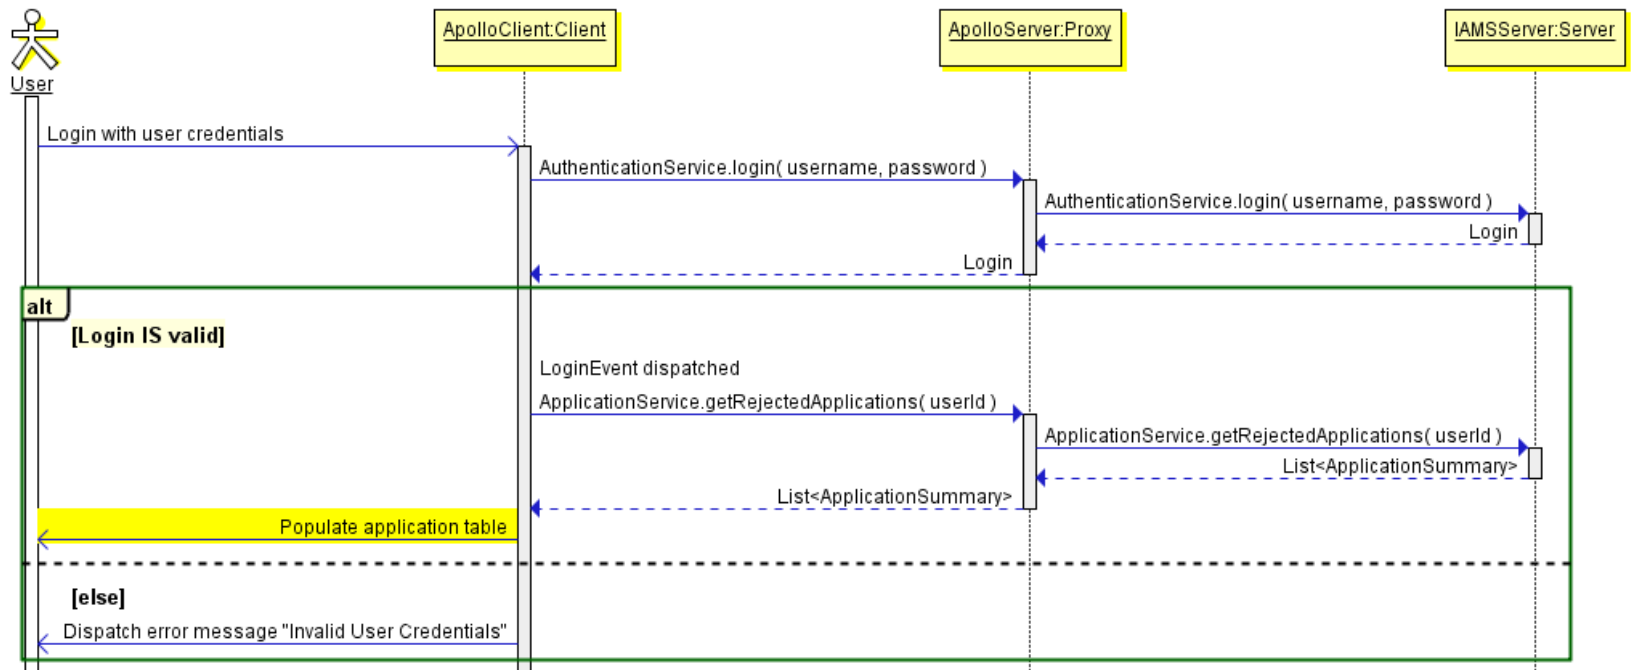 ApolloClient:Client
ApolloServer:Proxy
IAMSServer:Server
User
Login with user credentials
AuthenticationService.login( username, password )
AuthenticationService.login( username, password )
Login
Login
alt
[Login IS valid]
LoginEvent dispatched
ApplicationService.getRejectedApplications( userId )
ApplicationService.getRejectedApplications( userId )
List<ApplicationSummary>
List<ApplicationSummary>
Populate application table
[else]
Dispatch error message "Invalid User Credentials"